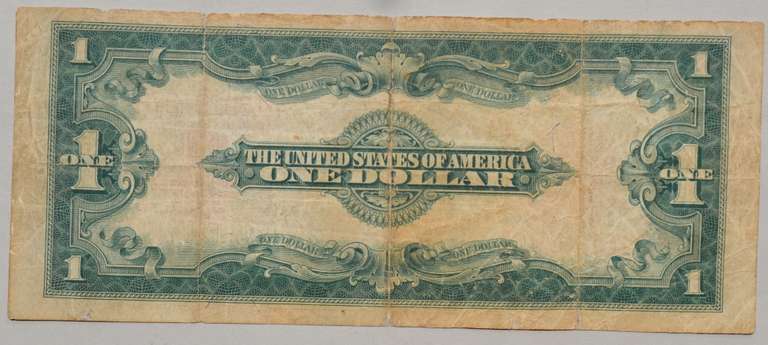 1 1
ONE DOLLAR ONE DOLLAR
1 1
ONE ONE
THE UNITED STATES OF AMERICA
ONE DOLLAR
ONE DOLLAR ONE DOLLAR
1 1